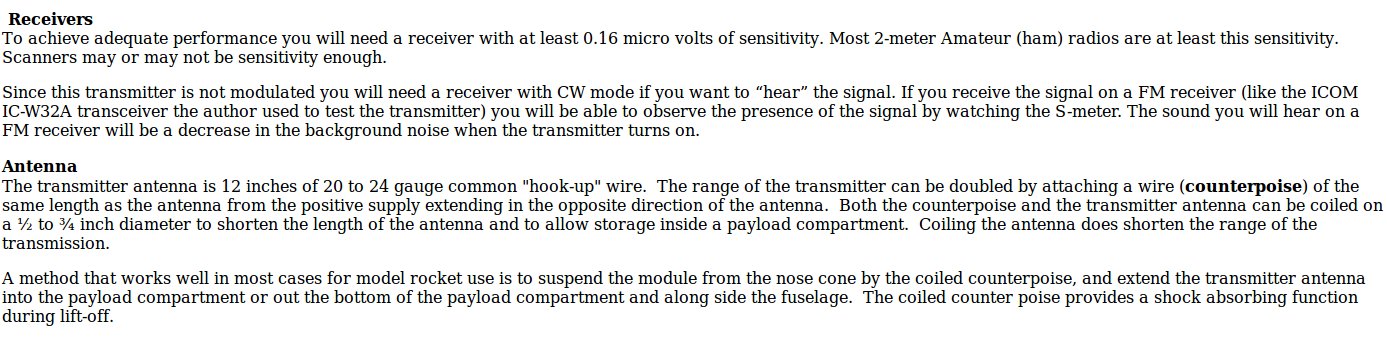 Receivers
To achieve adequate performance you will need a receiver with at least 0.16 micro volts of sensitivity. Most 2-meter Amateur (ham) radios are at least this sensitivity.
Scanners may or may not be sensitivity enough.
Since this transmitter is not modulated you will need a receiver with CW mode if you want to “hear” the signal. If you receive the signal on a FM receiver (like the ICOM
IC-W32A transceiver the author used to test the transmitter) you will be able to observe the presence of the signal by watching the S-meter. The sound you will hear on a
FM receiver will be a decrease in the background noise when the transmitter turns on.
Antenna
The transmitter antenna is 12 inches of 20 to 24 gauge common "hook-up" wire.  The range of the transmitter can be doubled by attaching a wire (counterpoise) of the
same length as the antenna from the positive supply extending in the opposite direction of the antenna.  Both the counterpoise and the transmitter antenna can be coiled on
a ½ to ¾ inch diameter to shorten the length of the antenna and to allow storage inside a payload compartment.  Coiling the antenna does shorten the range of the
transmission.
A method that works well in most cases for model rocket use is to suspend the module from the nose cone by the coiled counterpoise, and extend the transmitter antenna
into the payload compartment or out the bottom of the payload compartment and along side the fuselage.  The coiled counter poise provides a shock absorbing function
during lift-off.